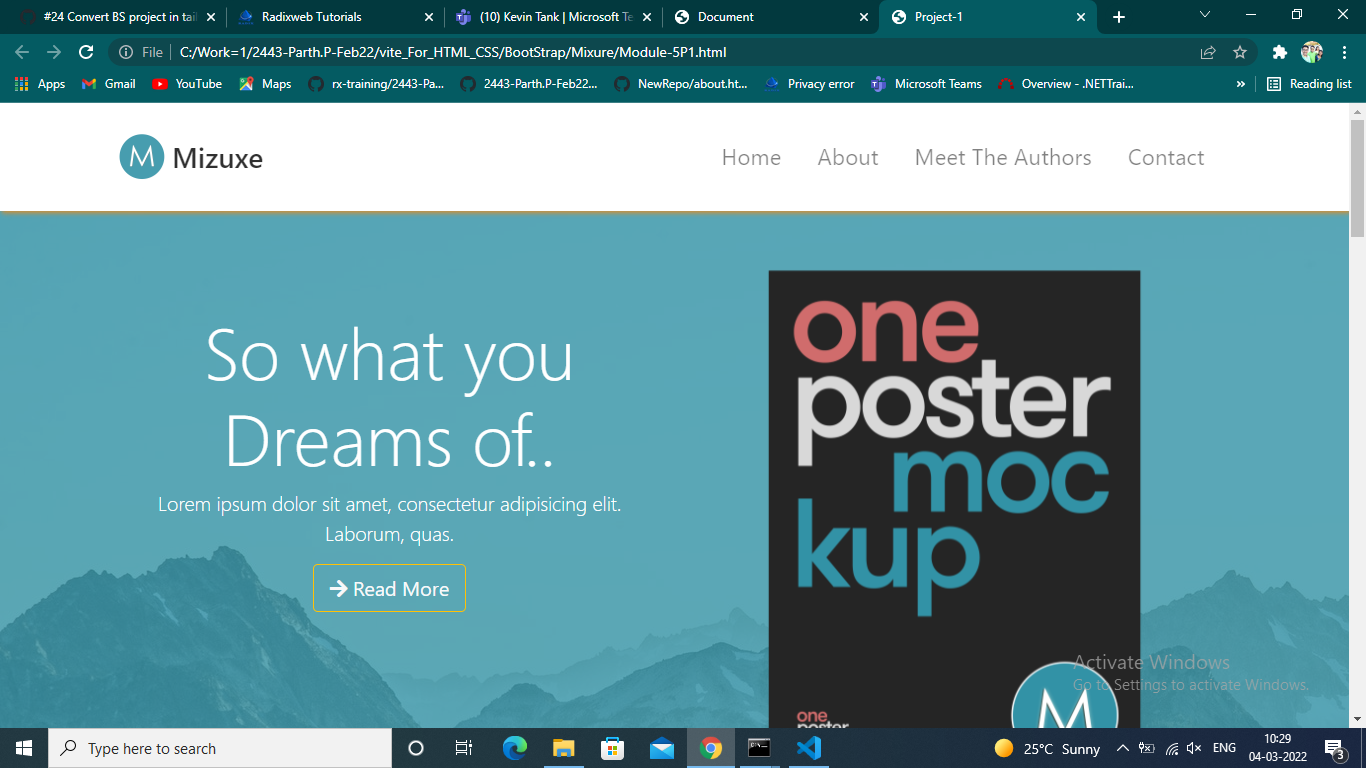 #24 Convert BS project in tail
Radixweb Tutorials
(10) Kevin Tank | Microsoft Te
Document
Project-1
File
C:/Work=1/2443-Parth.P-Feb22/vite_For_HTML_CSS/BootStrap/Mixure/Module-5P1.html
Apps
Gmail
YouTube
Maps
rx-training/2443-Pa...
2443-Parth.P-Feb22...
NewRepo/about.ht...
Privacy error
Microsoft Teams
Overview - .NETTrai...
»
Reading list
M
Mizuxe
Home
About
Meet The Authors
Contact
So what you
Dreams of..
Lorem ipsum dolor sit amet, consectetur adipisicing elit.
Laborum, quas.
Read More
one
poster
moc
kup
one
poster
M
Activate Windows
Go to Settings to activate Windows.
Type here to search
25°C Sunny
ENG
10:29
04-03-2022
3